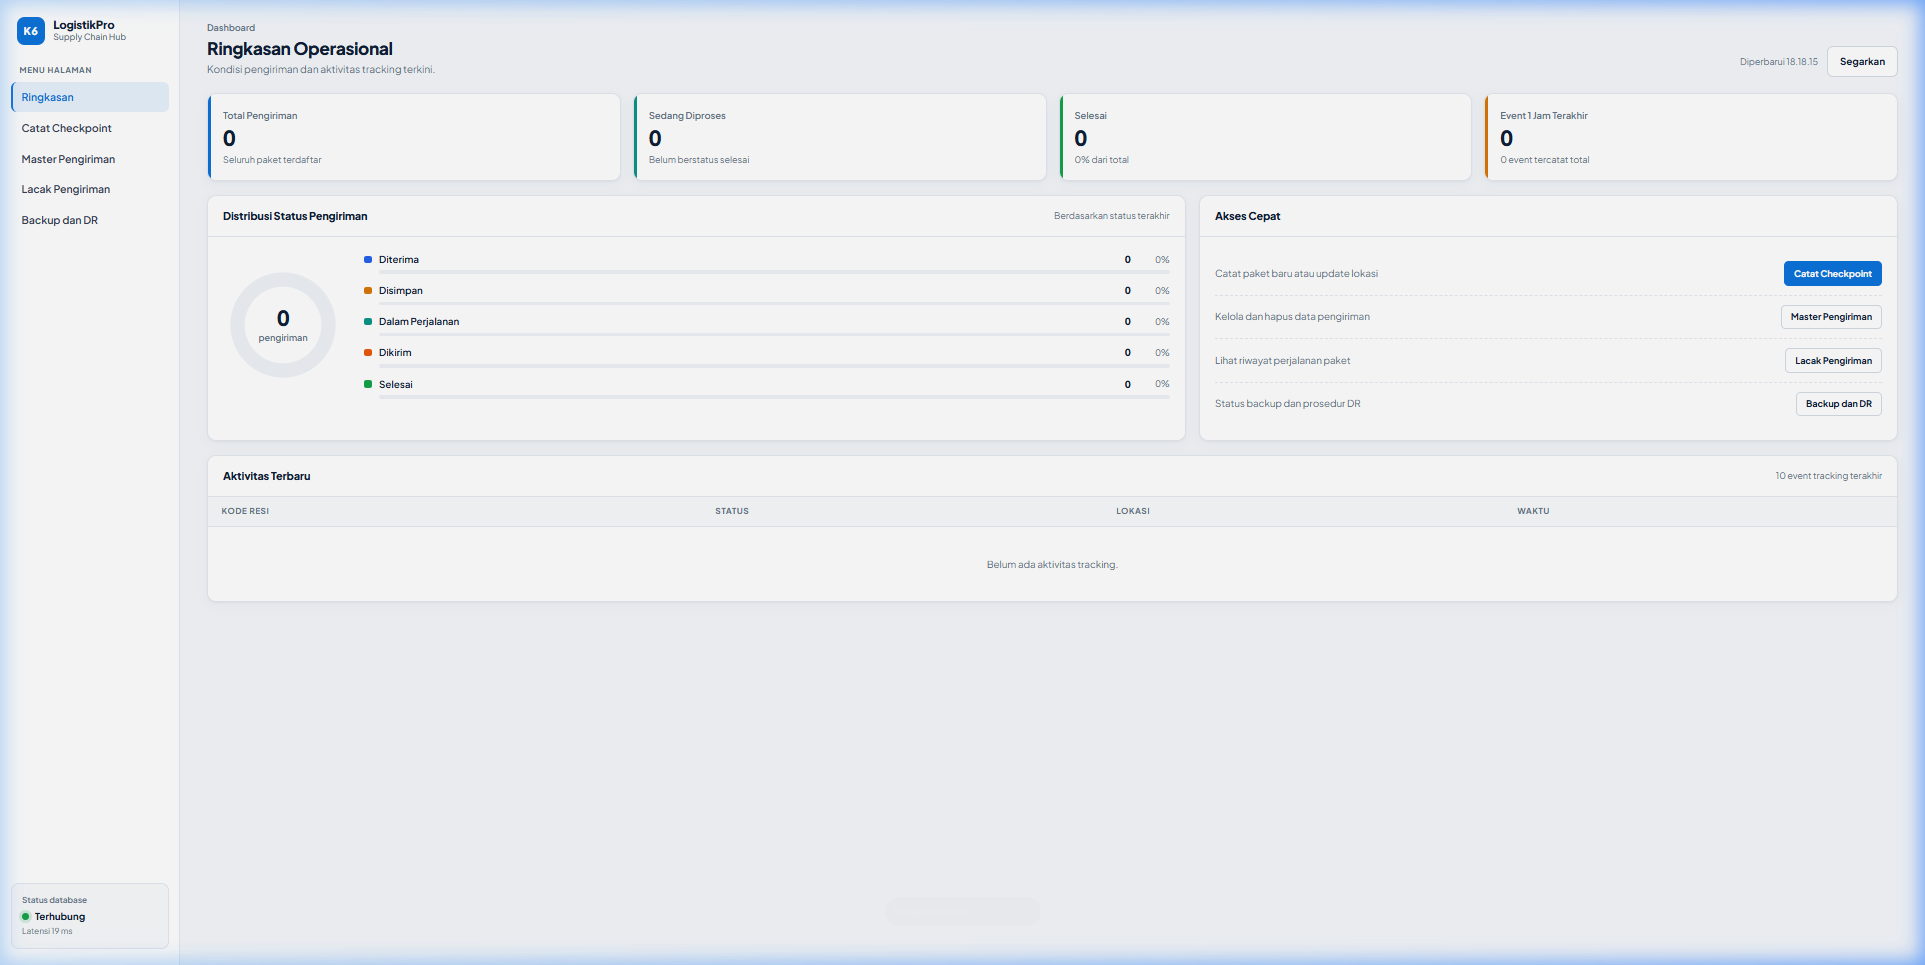 K6
LogistikPro
Supply Chain Hub
MENU HALAMAN
Ringkasan
Catat Checkpoint
Master Pengiriman
Lacak Pengiriman
Backup dan DR
Status database
Terhubung
Latensi 19 ms
Dashboard
Ringkasan Operasional
Kondisi pengiriman dan aktivitas tracking terkini.
Diperbarui 18.18.15
Segarkan
Total Pengiriman
0
Seluruh paket terdaftar
Sedang Diproses
0
Belum berstatus selesai
Selesai
0
0% dari total
Event 1 Jam Terakhir
0
0 event tercatat total
Distribusi Status Pengiriman
Berdasarkan status terakhir
0
pengiriman
Diterima 0 0%
Disimpan 0 0%
Dalam Perjalanan 0 0%
Dikirim 0 0%
Selesai 0 0%
Akses Cepat
Catat paket baru atau update lokasi
Catat Checkpoint
Kelola dan hapus data pengiriman
Master Pengiriman
Lihat riwayat perjalanan paket
Lacak Pengiriman
Status backup dan prosedur DR
Backup dan DR
Aktivitas Terbaru
10 event tracking terakhir
KODE RESI STATUS LOKASI WAKTU
Belum ada aktivitas tracking.